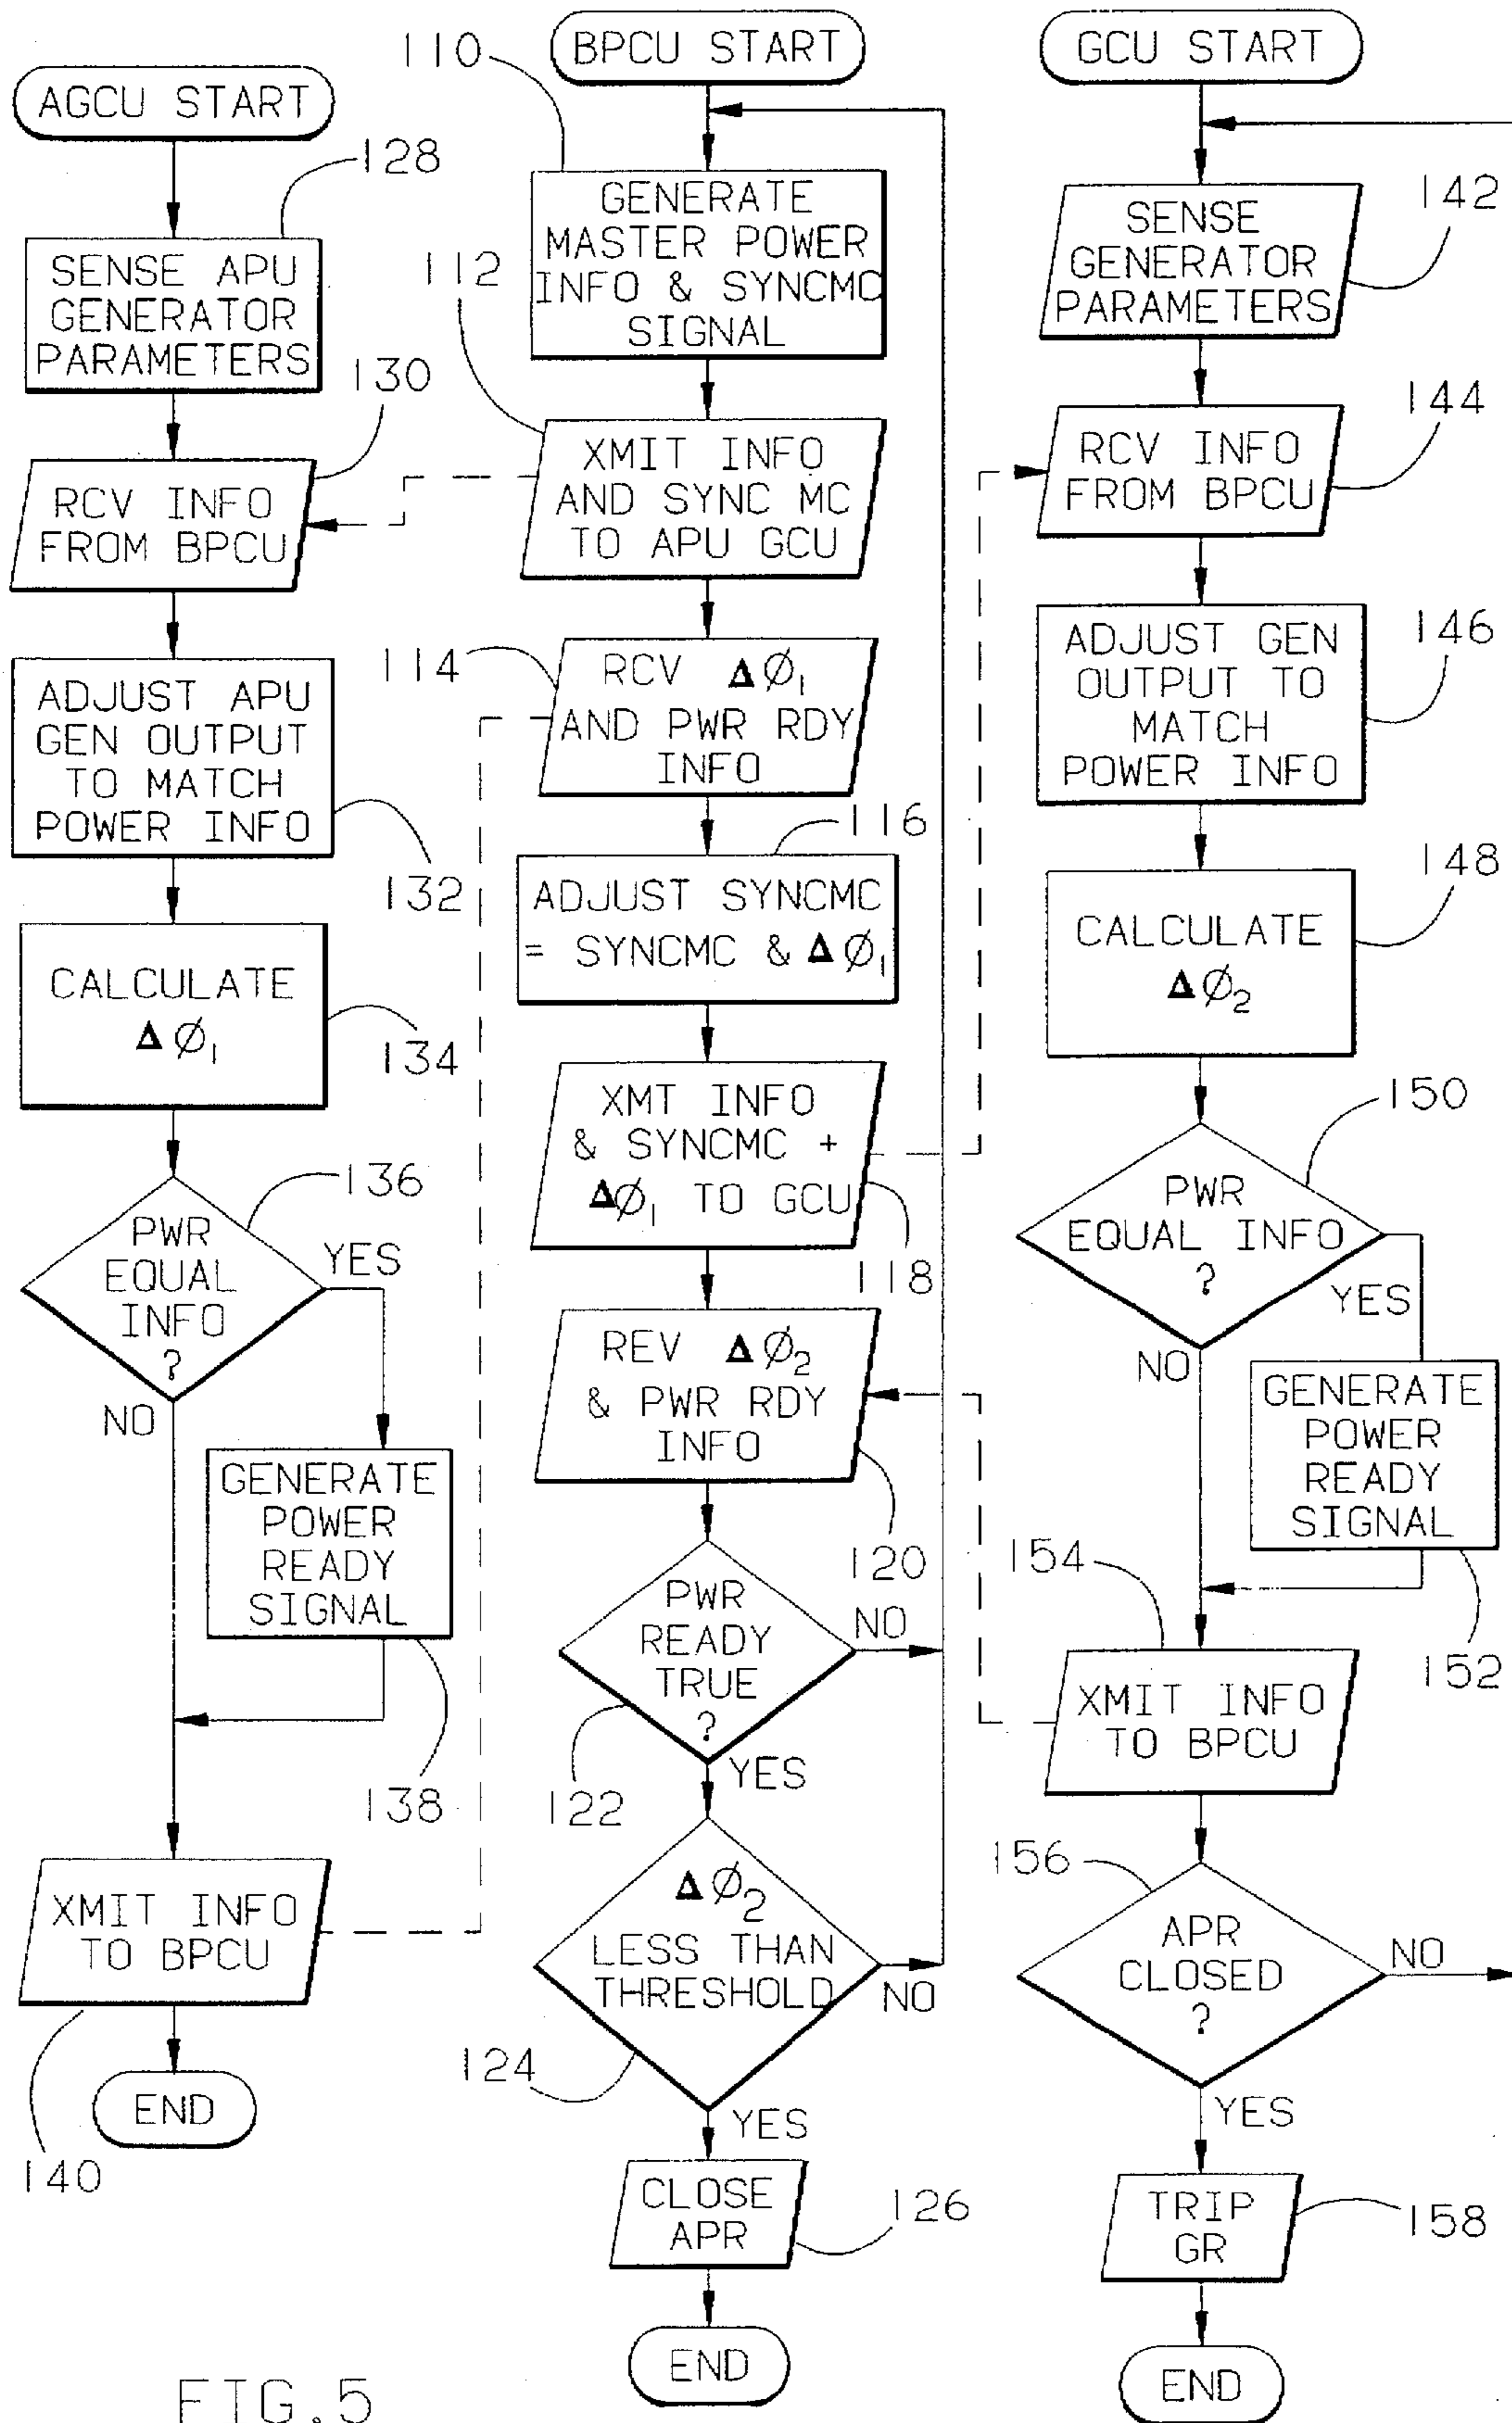 AGCU START
128
SENSE APU
GENERATOR
PARAMETERS
130
RCV INFO
FROM BPCU
ADJUST APU
GEN OUTPUT
TO MATCH
POWER INFO
132
CALCULATE
Δ∅₁
134
136
PWR
EQUAL
INFO
?
YES
NO
GENERATE
POWER
READY
SIGNAL
138
XMIT INFO
TO BPCU
140
END
BPCU START
110
GENERATE
MASTER POWER
INFO & SYNCMC
SIGNAL
112
XMIT INFO
AND SYNC MC
TO APU GCU
114
RCV Δ∅₁
AND PWR RDY
INFO
116
ADJUST SYNCMC
= SYNCMC & Δ∅₁
XMT INFO
& SYNCMC +
Δ∅₁ TO GCU
118
REV Δ∅₂
& PWR RDY
INFO
120
PWR
READY
TRUE
?
NO
122
YES
Δ∅₂
LESS THAN
THRESHOLD
NO
124
YES
CLOSE
APR
126
END
GCU START
142
SENSE
GENERATOR
PARAMETERS
144
RCV INFO
FROM BPCU
ADJUST GEN
OUTPUT TO
MATCH
POWER INFO
146
148
CALCULATE
Δ∅₂
150
PWR
EQUAL INFO
?
YES
NO
GENERATE
POWER
READY
SIGNAL
152
154
XMIT INFO
TO BPCU
156
APR
CLOSED
?
NO
YES
TRIP
GR
158
END
FIG.5